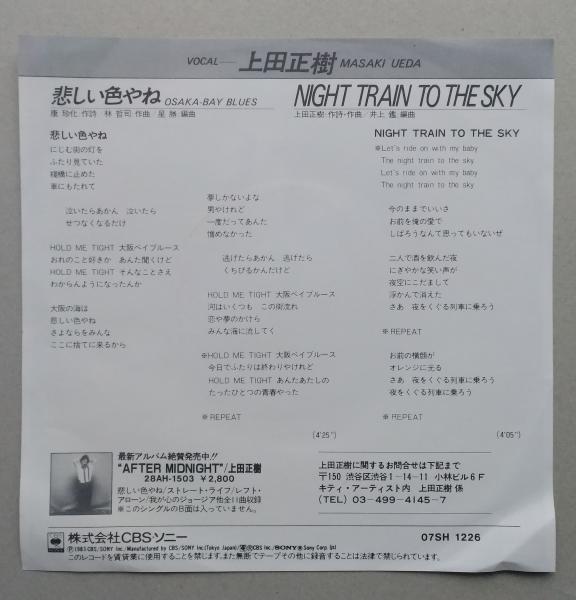 VOCAL—上田正樹 MASAKI UEDA
悲しい色やね OSAKA-BAY BLUES
康 珍化:作詩 林 哲司:作曲/星 勝:編曲
悲しい色やね
にじむ街の灯を
ふたり見ていた
桟橋に止めた
車にもたれて
泣いたらあかん 泣いたら
せつなくなるだけ
HOLD ME TIGHT 大阪ベイブルース
おれのこと好きか あんた聞くけど
HOLD ME TIGHT そんなことさえ
わからんようになったんか
大阪の海は
悲しい色やね
さよならをみんな
ここに捨てに来るから
夢しかないよな
男やけれど
一度だってあんた
憎めなかった
逃げたらあかん 逃げたら
くちびるかんだけど
HOLD ME TIGHT 大阪ベイブルース
河はいくつも この街流れ
恋や夢のかけら
みんな海に流してく
※HOLD ME TIGHT 大阪ベイブルース
今日でふたりは終わりやけれど
HOLD ME TIGHT あんたあたしの
たったひとつの青春やった
※ REPEAT
(4'25")
NIGHT TRAIN TO THE SKY
上田正樹:作詩・作曲/井上 鑑:編曲
NIGHT TRAIN TO THE SKY
※Let's ride on with my baby
The night train to the sky
Let's ride on with my baby
The night train to the sky
今のままでいいさ
お前を俺の愛で
しばろうなんて思ってもいないぜ
二人で酒を飲んだ夜
にぎやかな笑い声が
夜空にこだまして
浮かんで消えた
さあ 夜をくぐる列車に乗ろう
※ REPEAT
お前の横顔が
オレンジに光る
さあ 夜をくぐる列車に乗ろう
夜をくぐる列車に乗ろう
※ REPEAT
(4'05")
最新アルバム絶賛発売中!!
"AFTER MIDNIGHT"/上田正樹
28AH-1503 ¥2,800
悲しい色やね/ストレート・ライフ/レフト・
アローン/我が心のジョージア他全11曲収録
※このシングルのB面は入っていません。
上田正樹に関するお問合せは下記まで
〒150 渋谷区渋谷1-14-11 小林ビル6F
キティ・アーティスト内 上田正樹 係
(TEL) 03-499-4145-7
株式会社CBS・ソニー
07SH 1226
Ⓟ1983 CBS/SONY Inc./Manufactured by CBS/SONY Inc.(Tokyo Japan)/
CBS Inc./SONY® Sony Corp.
このレコードを賃貸業に使用することを禁じます。また無断でテープその他に録音することは法律で禁じられています。